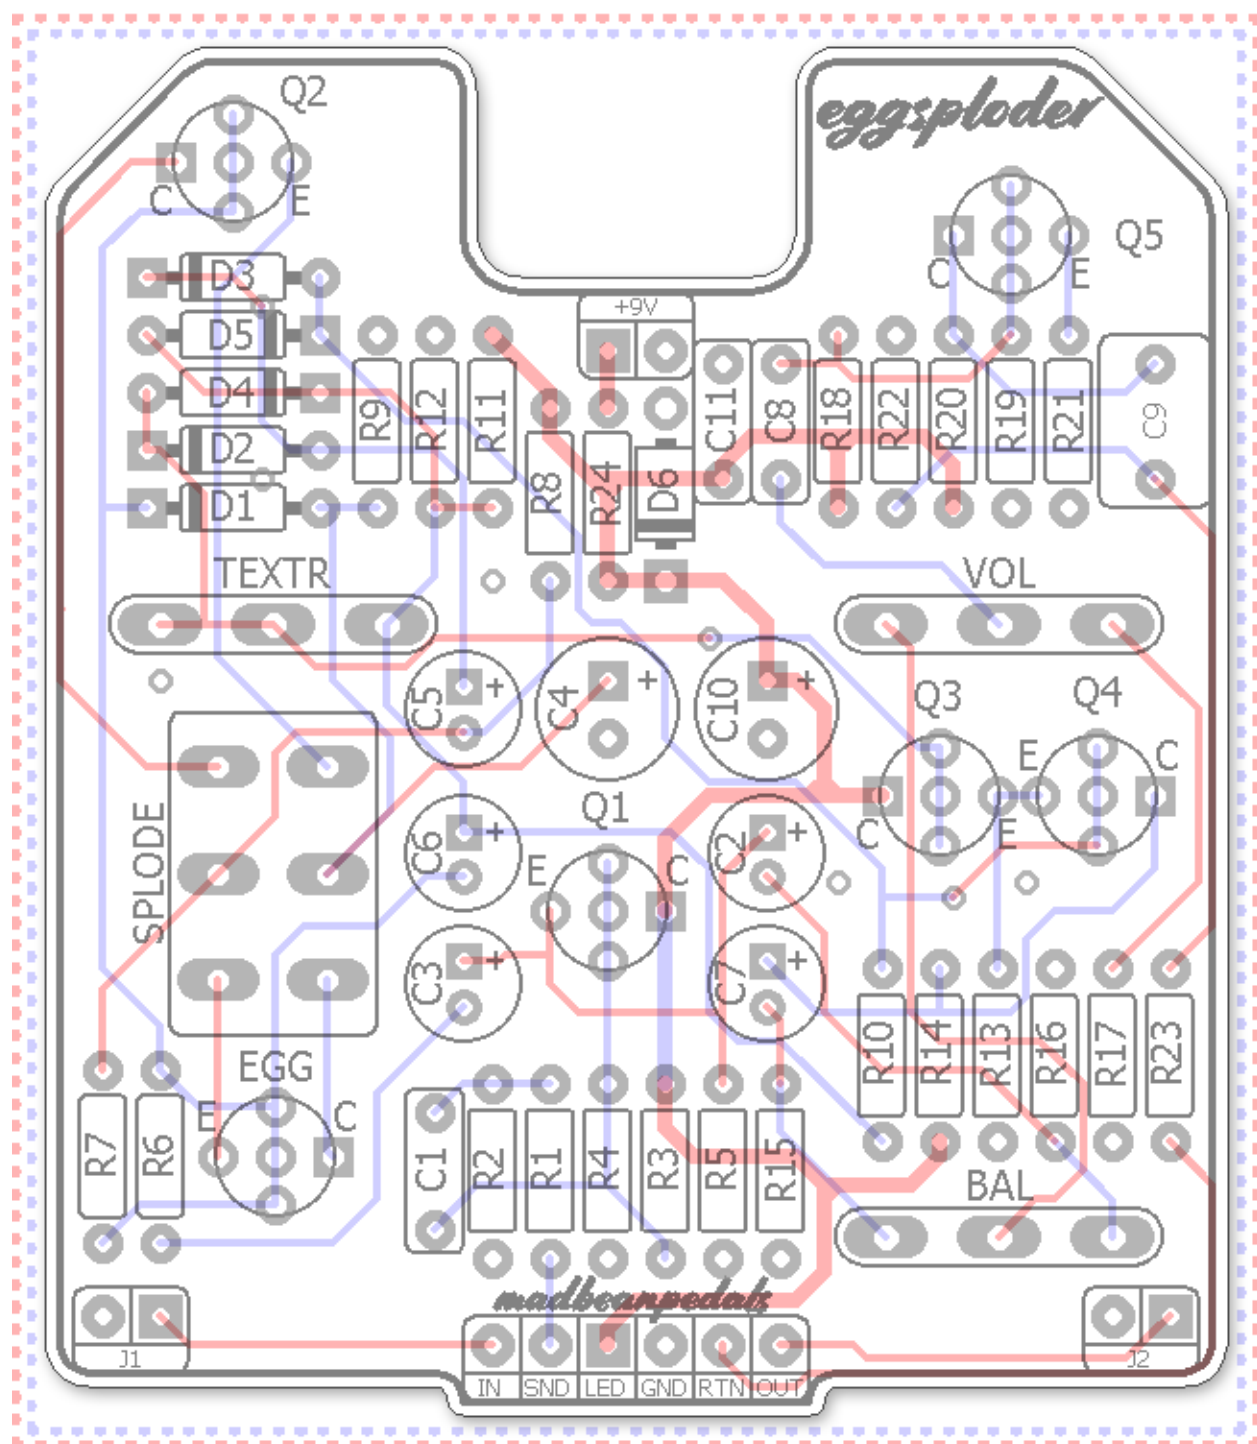 Q2
eggsploder
C E
Q5
C E
D3
+9V
D5
D4
D2
D1
R9
R12
R11
R8
R24
D6
C11
C8
R18
R22
R20
R19
R21
C9
TEXTR
VOL
C5 +
C4 +
C10 +
Q3
Q4
E C
C E
SPLODE
Q1
C6 +
E C
C2 +
C3 +
C7 +
R10
R14
R13
R16
R17
R23
EGG
E C
R7
R6
C1
R2
R1
R4
R3
R5
R15
BAL
madbeanpedals
J1
J2
IN SND LED GND RTN OUT